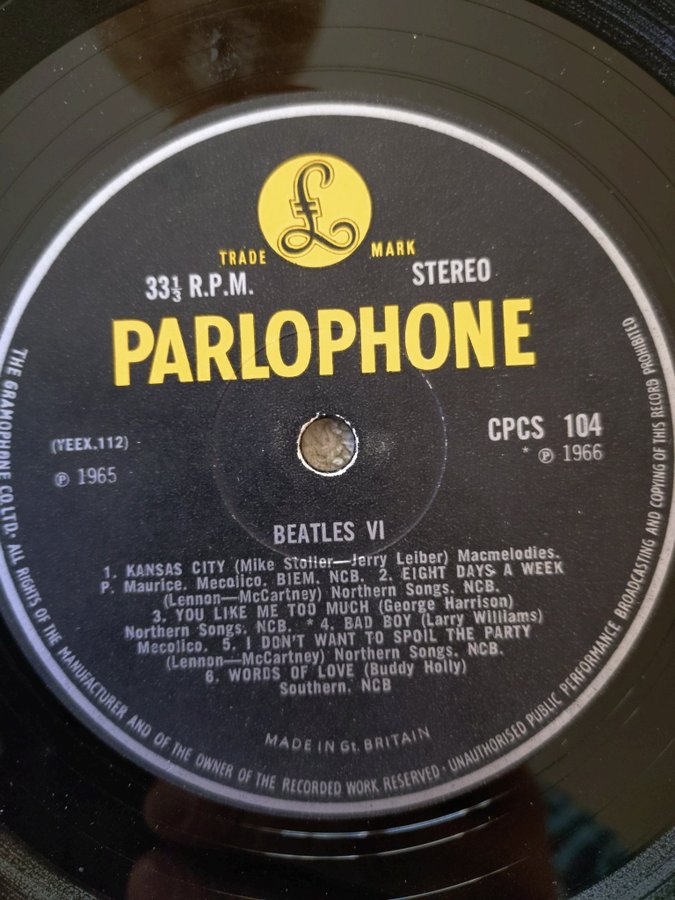 £
TRADE MARK
33⅓ R.P.M. STEREO
PARLOPHONE
(YEEX.112) CPCS 104
℗ 1965 * ℗ 1966
BEATLES VI
1. KANSAS CITY (Mike Stoller—Jerry Leiber) Macmelodies.
P. Maurice. Mecolico. BIEM. NCB. 2. EIGHT DAYS A WEEK
(Lennon—McCartney) Northern Songs. NCB.
3. YOU LIKE ME TOO MUCH (George Harrison)
Northern Songs. NCB. * 4. BAD BOY (Larry Williams)
Mecolico. 5. I DON'T WANT TO SPOIL THE PARTY
(Lennon—McCartney) Northern Songs. NCB.
6. WORDS OF LOVE (Buddy Holly)
Southern. NCB
MADE IN Gt. BRITAIN
THE GRAMOPHONE CO. LTD. · ALL RIGHTS OF THE MANUFACTURER AND OF THE OWNER OF THE RECORDED WORK RESERVED · UNAUTHORISED PUBLIC PERFORMANCE BROADCASTING AND COPYING OF THIS RECORD PROHIBITED